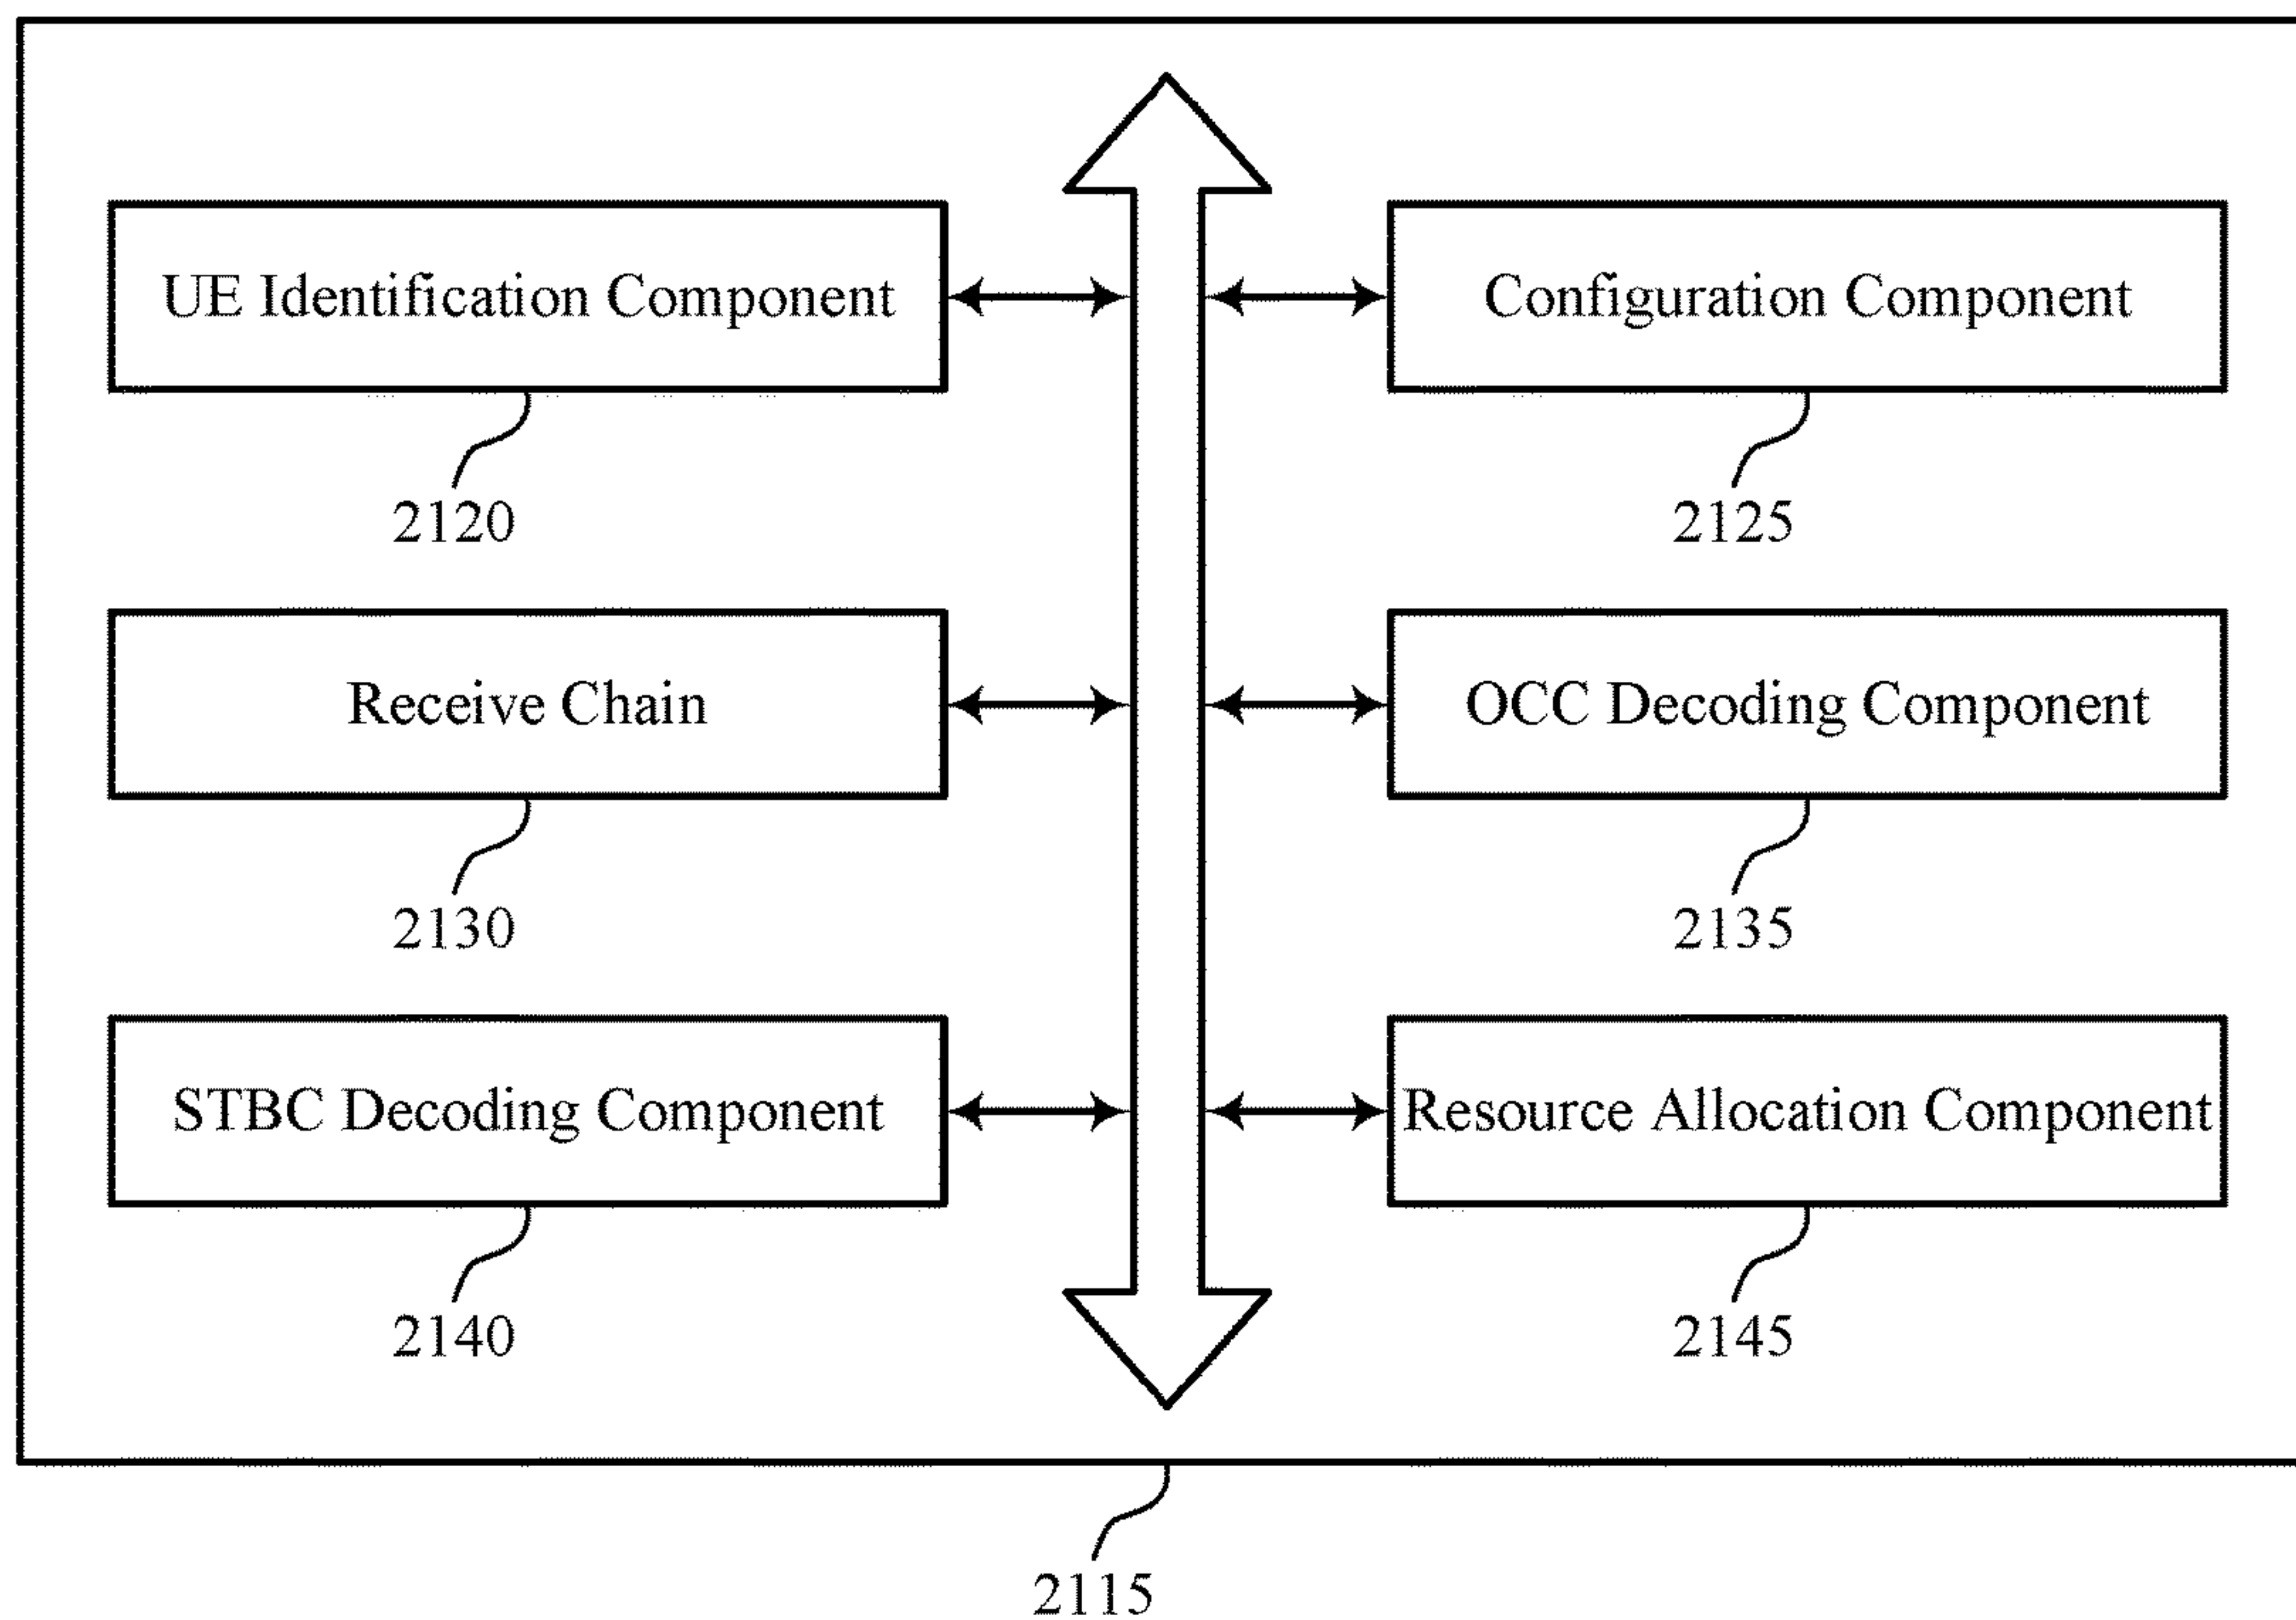 UE Identification Component
Configuration Component
2120
2125
Receive Chain
OCC Decoding Component
2130
2135
STBC Decoding Component
Resource Allocation Component
2140
2145
2115